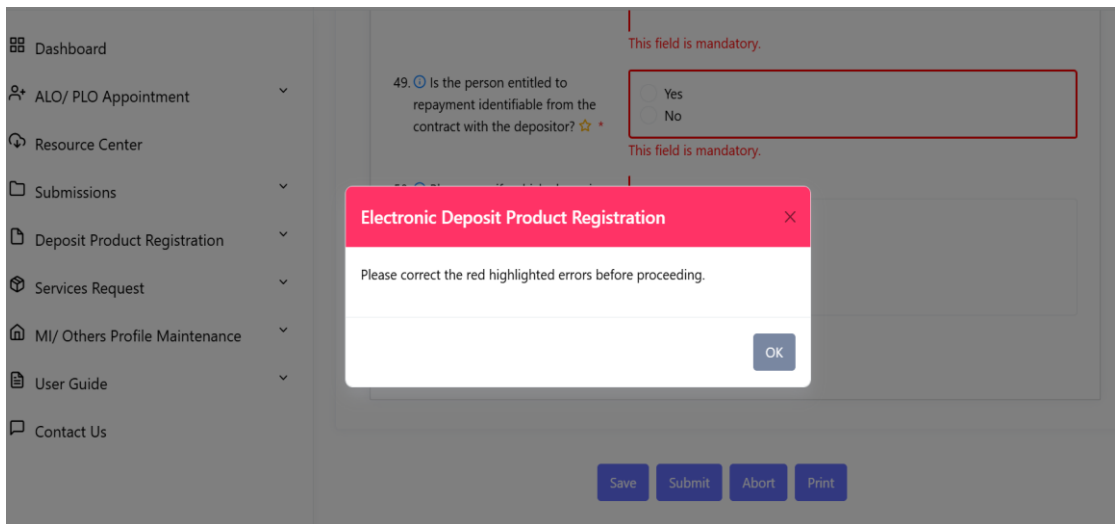 Dashboard
ALO/ PLO Appointment
Resource Center
Submissions
Deposit Product Registration
Services Request
MI/ Others Profile Maintenance
User Guide
Contact Us
This field is mandatory.
49. Is the person entitled to
repayment identifiable from the
contract with the depositor? *
Yes
No
This field is mandatory.
Electronic Deposit Product Registration
Please correct the red highlighted errors before proceeding.
OK
Save
Submit
Abort
Print